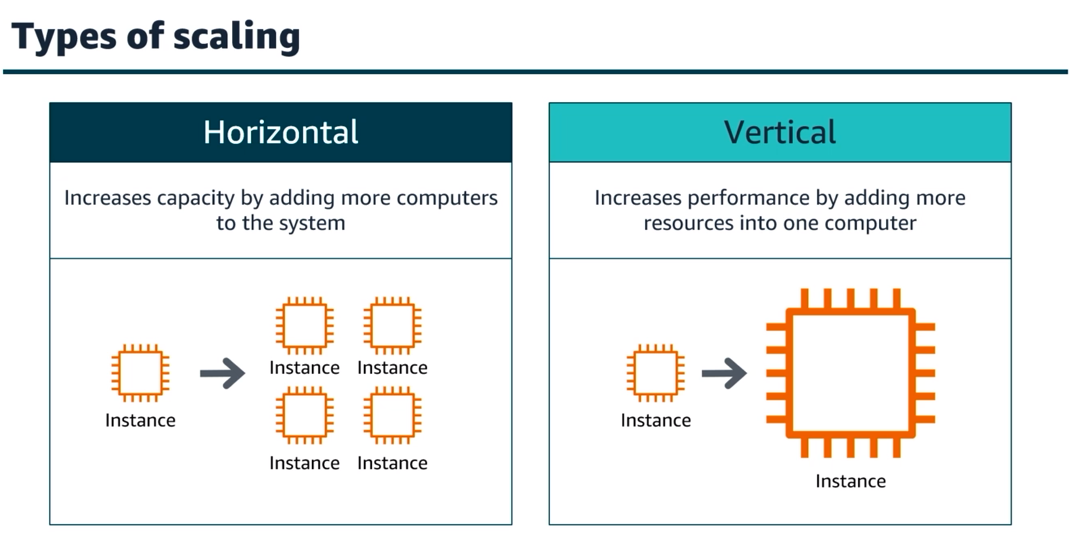 Types of scaling
Horizontal
Increases capacity by adding more computers
to the system
Instance
Instance Instance
Instance Instance
Vertical
Increases performance by adding more
resources into one computer
Instance
Instance